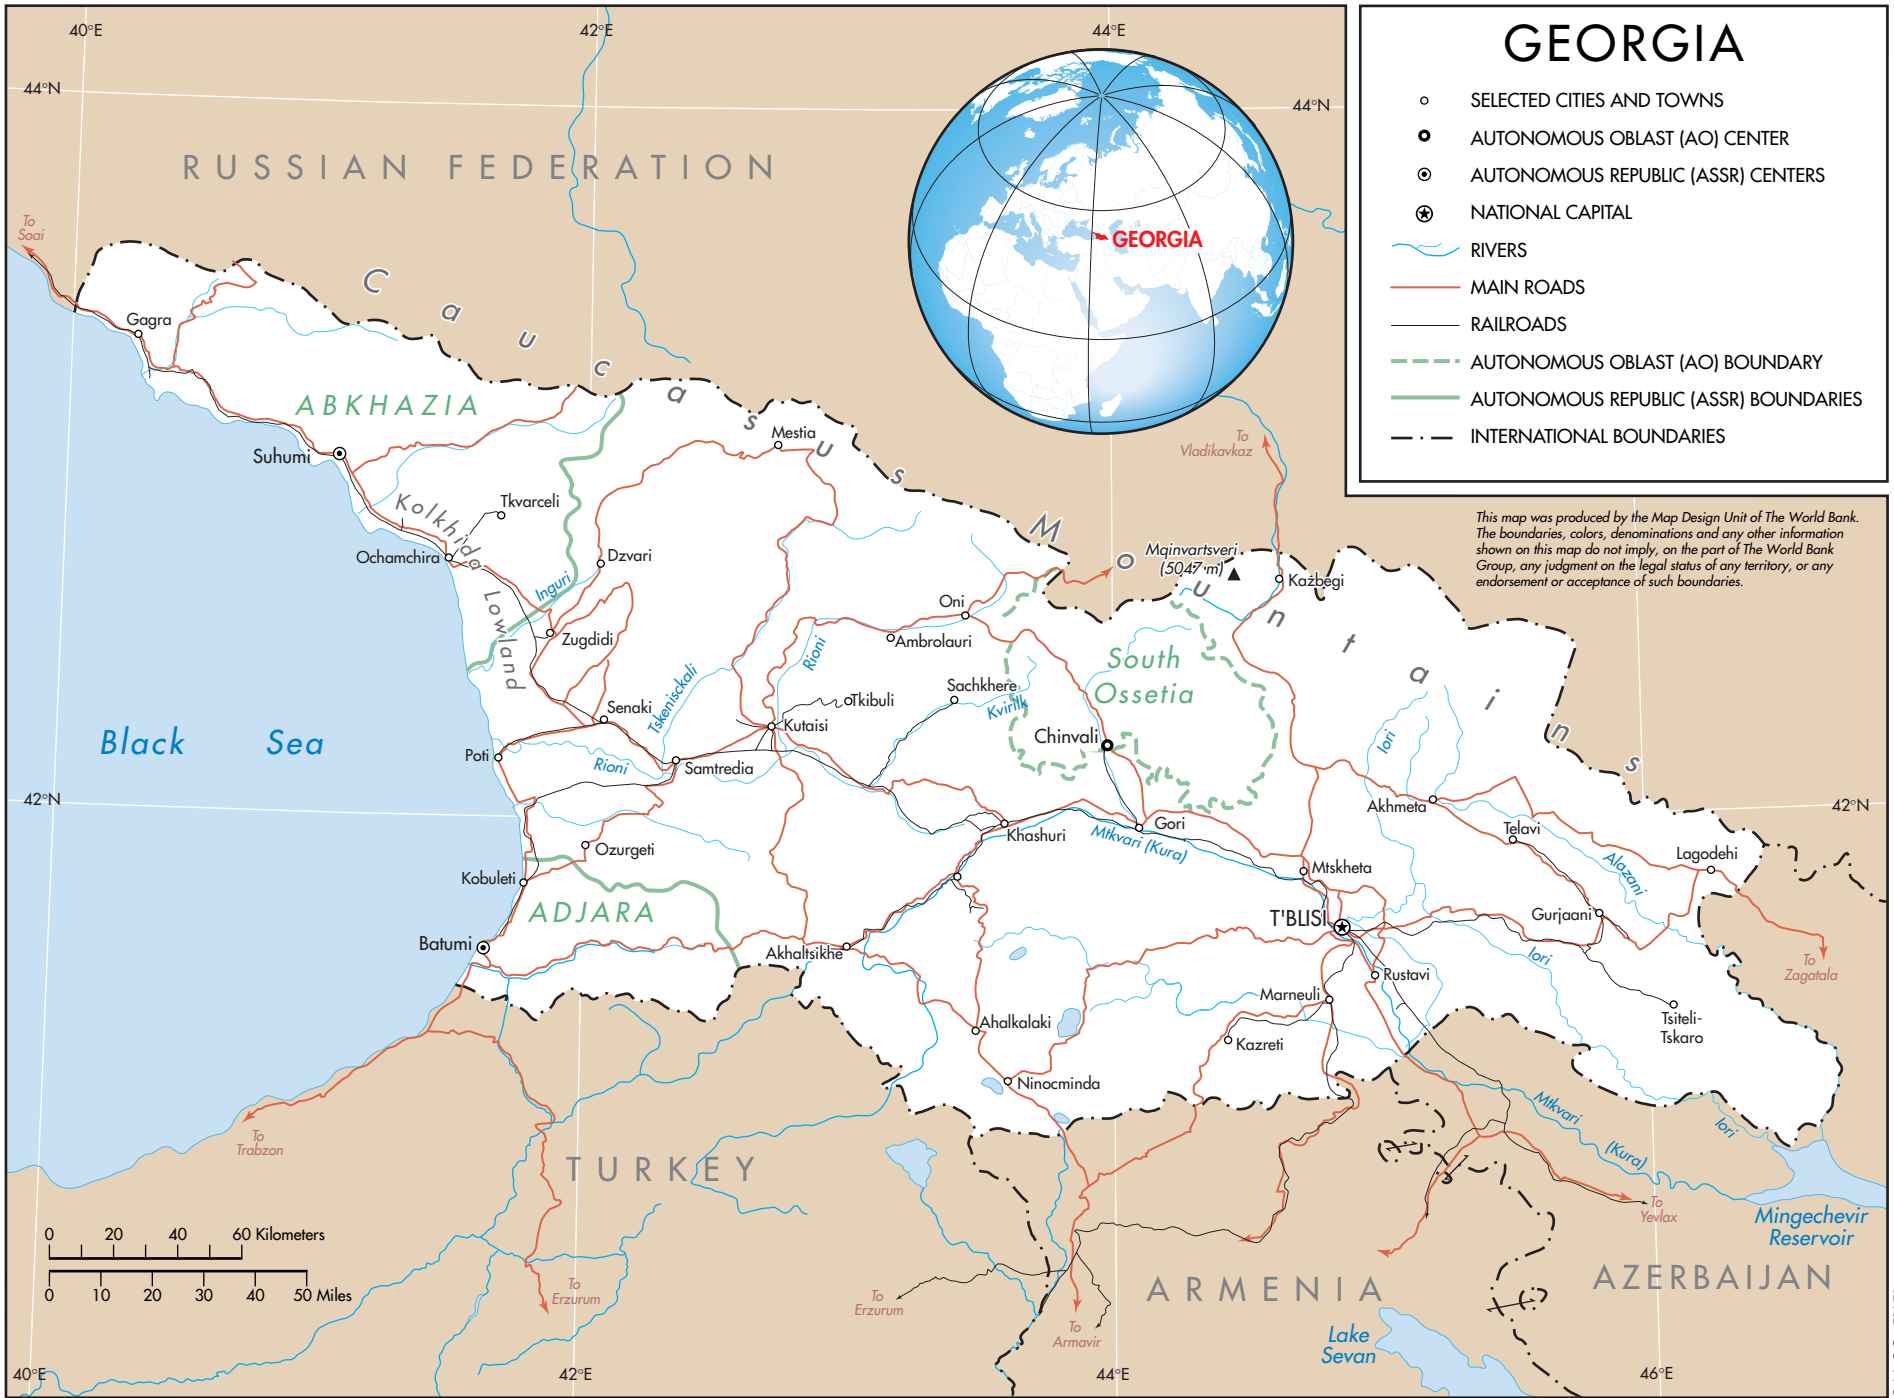 40°E
42°E
44°E
GEORGIA
44°N
44°N
SELECTED CITIES AND TOWNS
AUTONOMOUS OBLAST (AO) CENTER
AUTONOMOUS REPUBLIC (ASSR) CENTERS
NATIONAL CAPITAL
RIVERS
MAIN ROADS
RAILROADS
AUTONOMOUS OBLAST (AO) BOUNDARY
AUTONOMOUS REPUBLIC (ASSR) BOUNDARIES
INTERNATIONAL BOUNDARIES
This map was produced by the Map Design Unit of The World Bank.
The boundaries, colors, denominations and any other information
shown on this map do not imply, on the part of The World Bank
Group, any judgment on the legal status of any territory, or any
endorsement or acceptance of such boundaries.
RUSSIAN FEDERATION
GEORGIA
To
Soai
Caucasus Mountains
Gagra
ABKHAZIA
Suhumi
Mestia
To
Vladikavkaz
Kolkhida Lowland
Tkvarceli
Ochamchira
Dzvari
Inguri
Mqinvartsveri
(5047 m)
Kazbegi
Oni
Ambrolauri
Zugdidi
Rioni
South
Ossetia
Tskenisckali
Tkibuli
Sachkhere
Kvirilk
Senaki
Kutaisi
Chinvali
Iori
Black Sea
Poti
Rioni
Samtredia
42°N
42°N
Akhmeta
Telavi
Khashuri
Gori
Mtkvari (Kura)
Ozurgeti
Kobuleti
Mtskheta
Alazani
Lagodehi
ADJARA
T'BLISI
Gurjaani
Batumi
Akhaltsikhe
Iori
Rustavi
To
Zagatala
Marneuli
Ahalkalaki
Kazreti
Tsiteli-
Tskaro
Ninocminda
To
Trabzon
Mtkvari
(Kura)
Iori
TURKEY
To
Yevlax
Mingechevir
Reservoir
0 20 40 60 Kilometers
0 10 20 30 40 50 Miles
To
Erzurum
To
Erzurum
To
Armavir
ARMENIA
AZERBAIJAN
Lake
Sevan
40°E
42°E
44°E
46°E